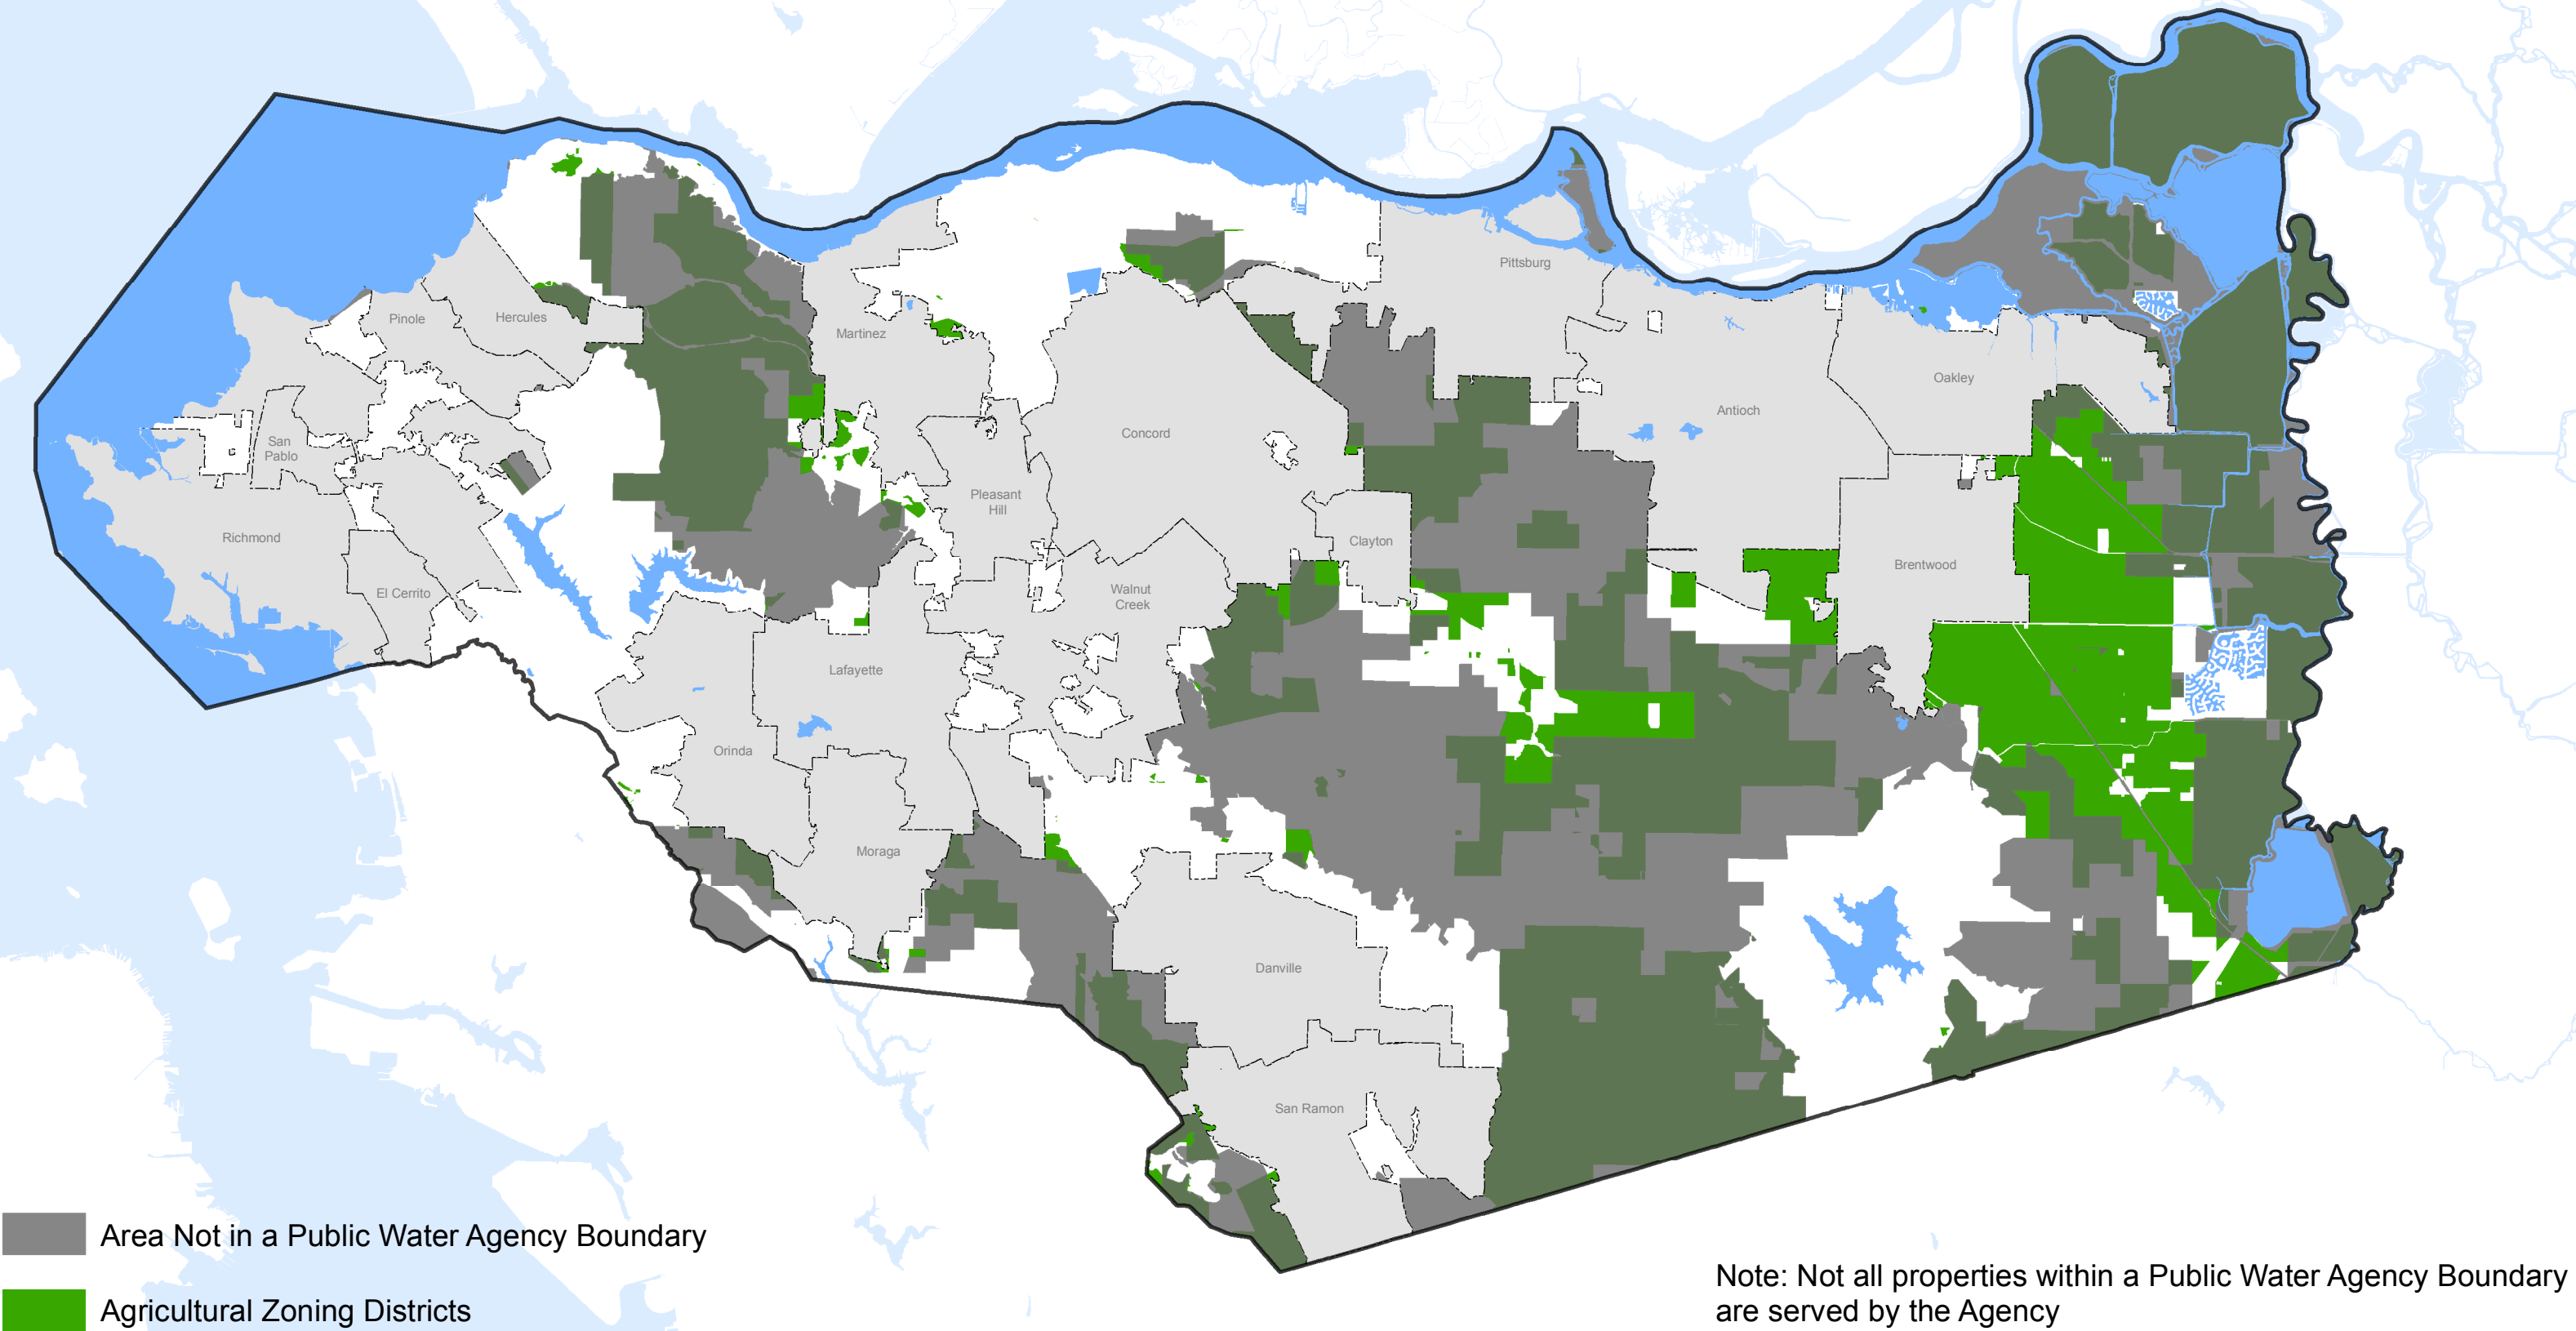 Pittsburg
Pinole
Hercules
Martinez
Oakley
Antioch
Concord
San
Pablo
Pleasant
Hill
Richmond
Clayton
Brentwood
El Cerrito
Walnut
Creek
Lafayette
Orinda
Moraga
Danville
San Ramon
Area Not in a Public Water Agency Boundary
Agricultural Zoning Districts
Note: Not all properties within a Public Water Agency Boundary
are served by the Agency